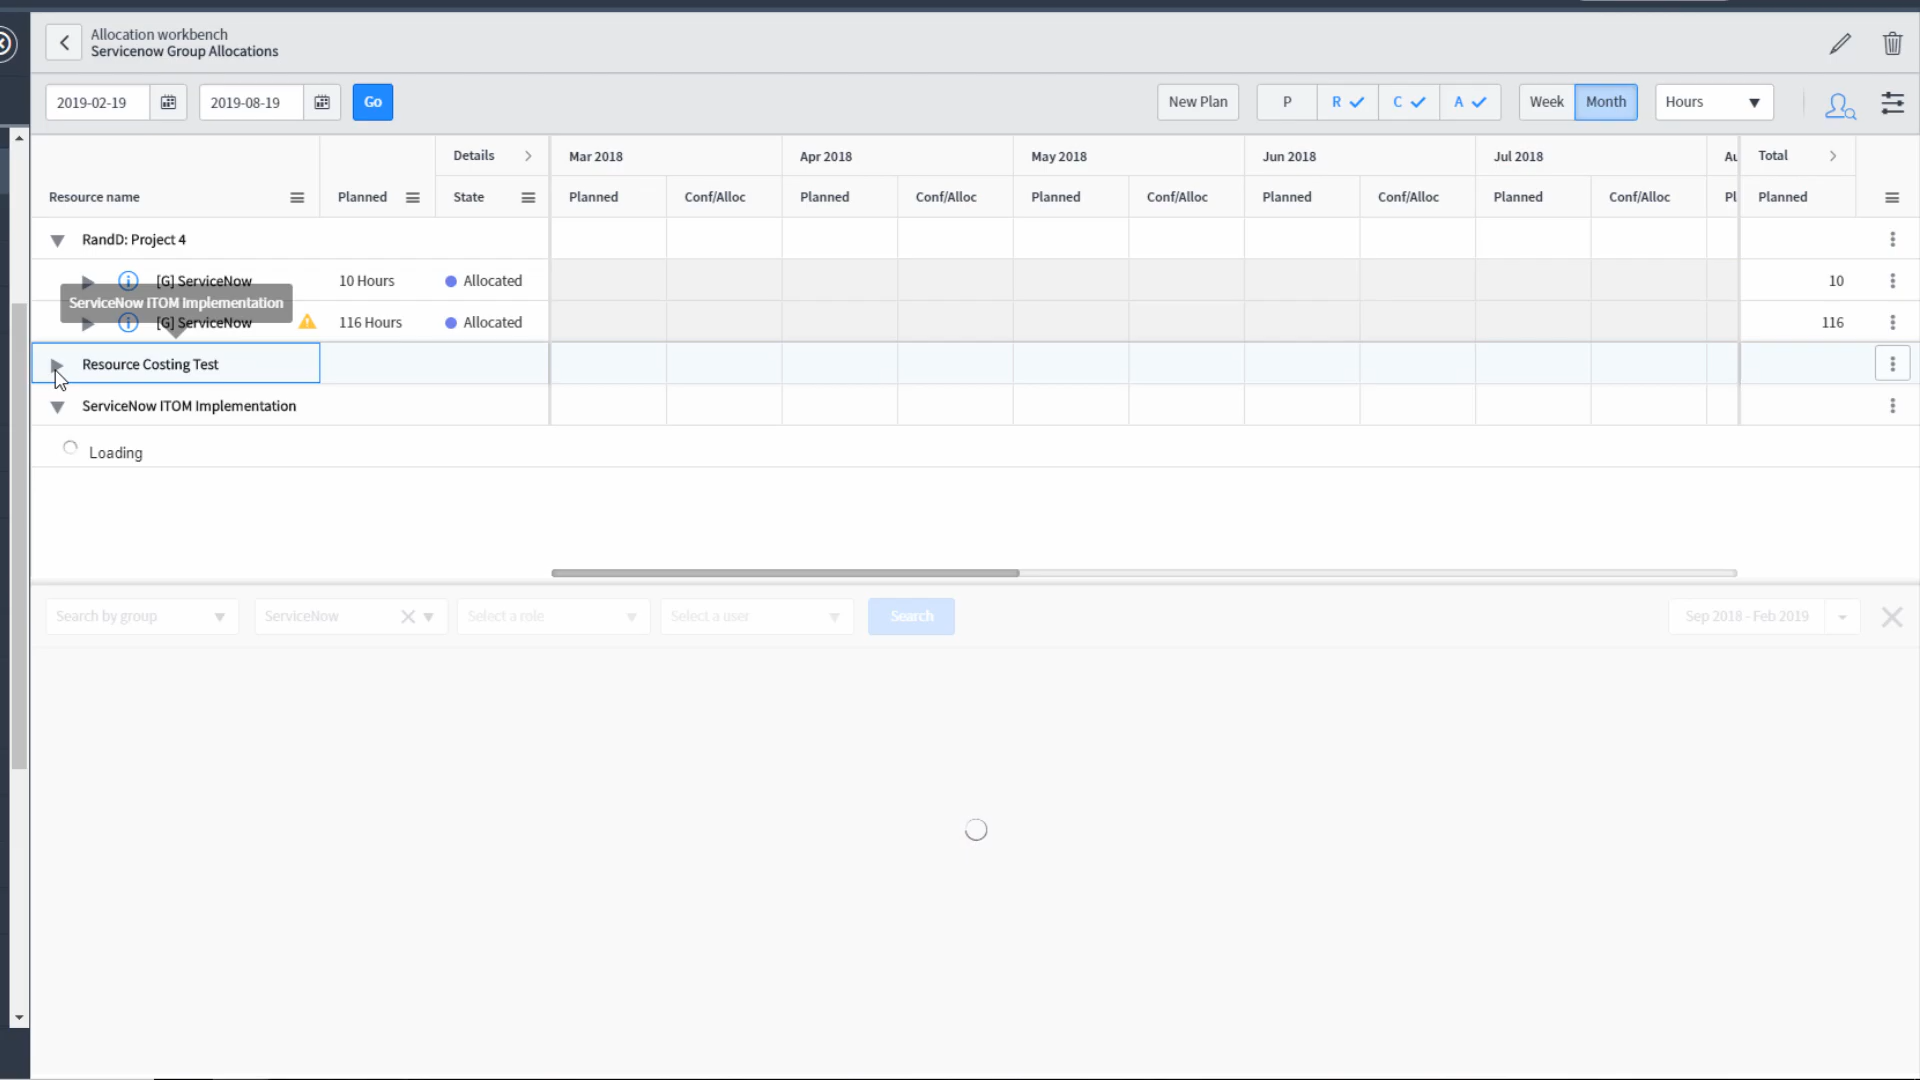 Allocation workbench
Servicenow Group Allocations
2019-02-19 2019-08-19 Go New Plan P R C A Week Month Hours
Details Mar 2018 Apr 2018 May 2018 Jun 2018 Jul 2018 Au Total
Resource name Planned State Planned Conf/Alloc Planned Conf/Alloc Planned Conf/Alloc Planned Conf/Alloc Planned Conf/Alloc Pl Planned
RandD: Project 4
[G] ServiceNow 10 Hours Allocated 10
ServiceNow ITOM Implementation
[G] ServiceNow 116 Hours Allocated 116
Resource Costing Test
ServiceNow ITOM Implementation
Loading
Search by group ServiceNow Select a role Select a user Search Sep 2018 - Feb 2019